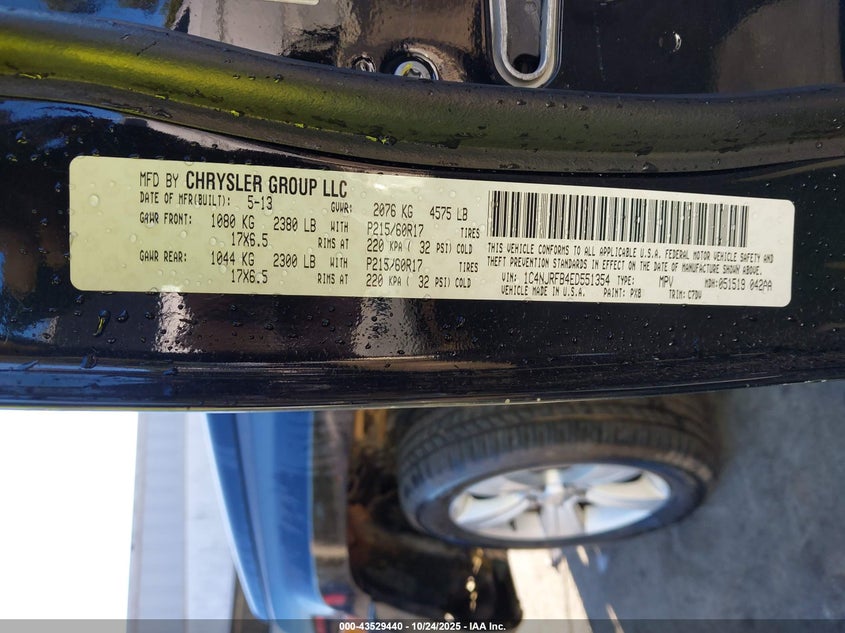 MFD BY CHRYSLER GROUP LLC
DATE OF MFR(BUILT): 5-13 GVWR: 2076 KG 4575 LB
GAWR FRONT: 1080 KG 2380 LB WITH P215/60R17 TIRES
17X6.5 RIMS AT 220 KPA ( 32 PSI) COLD
GAWR REAR: 1044 KG 2300 LB WITH P215/60R17 TIRES
17X6.5 RIMS AT 220 KPA ( 32 PSI) COLD
THIS VEHICLE CONFORMS TO ALL APPLICABLE U.S.A. FEDERAL MOTOR VEHICLE SAFETY AND
THEFT PREVENTION STANDARDS IN EFFECT ON THE DATE OF MANUFACTURE SHOWN ABOVE.
VIN: 1C4NJRFB4ED551354 TYPE: MPV MDH: 051518 042AA
VEHICLE MADE IN U.S.A. PAINT: PXB TRIM: C7DV
000-43529440 - 10/24/2025 - IAA Inc.